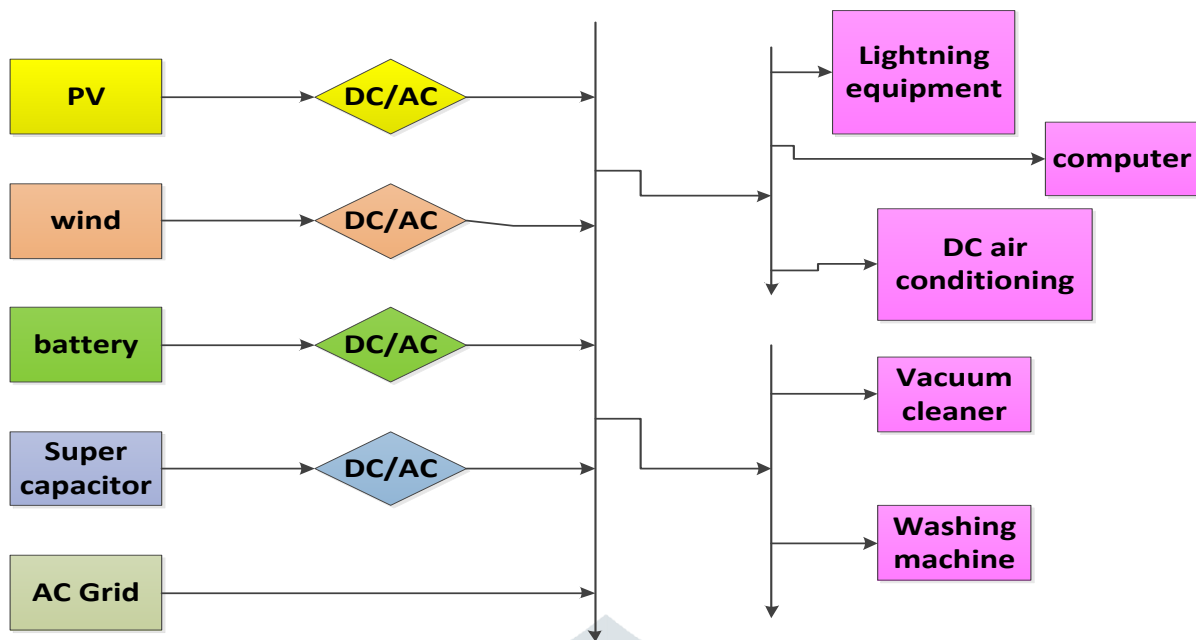 PV
DC/AC
wind
DC/AC
battery
DC/AC
Super
capacitor
DC/AC
AC Grid
Lightning
equipment
computer
DC air
conditioning
Vacuum
cleaner
Washing
machine